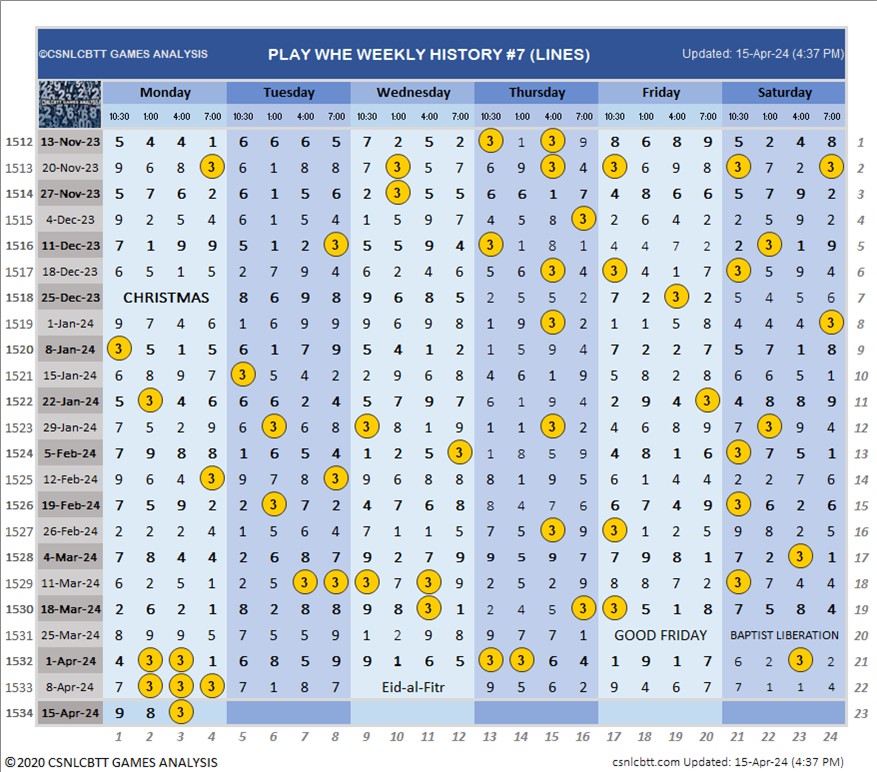 ©CSNLCBTT GAMES ANALYSIS PLAY WHE WEEKLY HISTORY #7 (LINES) Updated: 15-Apr-24 (4:37 PM)
CSNLCBTT GAMES ANALYSIS Monday Tuesday Wednesday Thursday Friday Saturday
10:30 1:00 4:00 7:00 10:30 1:00 4:00 7:00 10:30 1:00 4:00 7:00 10:30 1:00 4:00 7:00 10:30 1:00 4:00 7:00 10:30 1:00 4:00 7:00
1512 13-Nov-23 5 4 4 1 6 6 6 5 7 2 5 2 3 1 3 9 8 6 8 9 5 2 4 8 1
1513 20-Nov-23 9 6 8 3 6 1 8 8 7 3 5 7 6 9 3 4 3 6 9 8 3 7 2 3 2
1514 27-Nov-23 5 7 6 2 6 1 5 6 2 3 5 5 6 6 1 7 4 8 6 6 5 7 9 2 3
1515 4-Dec-23 9 2 5 4 6 1 5 4 1 5 9 7 4 5 8 3 2 6 4 2 2 5 9 2 4
1516 11-Dec-23 7 1 9 9 5 1 2 3 5 5 9 4 3 1 8 1 4 4 7 2 2 3 1 9 5
1517 18-Dec-23 6 5 1 5 2 7 9 4 6 2 4 6 5 6 3 4 3 4 1 7 3 5 9 4 6
1518 25-Dec-23 CHRISTMAS 8 6 9 8 9 6 8 5 2 5 5 2 7 2 3 2 5 4 5 6 7
1519 1-Jan-24 9 7 4 6 1 6 9 9 9 6 9 8 1 9 3 2 1 1 5 8 4 4 4 3 8
1520 8-Jan-24 3 5 1 5 6 1 7 9 5 4 1 2 1 5 9 4 7 2 2 7 5 7 1 8 9
1521 15-Jan-24 6 8 9 7 3 5 4 2 2 9 6 8 4 6 1 9 5 8 2 8 6 6 5 1 10
1522 22-Jan-24 5 3 4 6 6 6 2 4 5 7 9 7 6 1 9 4 2 9 4 3 4 8 8 9 11
1523 29-Jan-24 7 5 2 9 6 3 6 8 3 8 1 9 1 1 3 2 4 6 8 9 7 3 9 4 12
1524 5-Feb-24 7 9 8 8 1 6 5 4 1 2 5 3 1 8 5 9 4 8 1 6 3 7 5 1 13
1525 12-Feb-24 9 6 4 3 9 7 8 3 9 6 8 8 8 1 9 5 6 1 4 4 2 2 7 6 14
1526 19-Feb-24 7 5 9 2 2 3 7 2 4 7 6 8 8 4 7 6 6 7 4 9 3 6 2 6 15
1527 26-Feb-24 2 2 2 4 1 5 6 4 7 1 1 5 7 5 3 9 3 1 2 5 9 8 2 5 16
1528 4-Mar-24 7 8 4 4 2 6 8 7 9 2 7 9 9 5 9 7 7 9 8 1 7 2 3 1 17
1529 11-Mar-24 6 2 5 1 2 5 3 3 3 7 3 9 2 5 2 9 8 8 7 2 3 7 4 4 18
1530 18-Mar-24 2 6 2 1 8 2 8 8 9 8 3 1 2 4 5 3 3 5 1 8 7 5 8 4 19
1531 25-Mar-24 8 9 9 5 7 5 5 9 1 2 9 8 9 7 7 1 GOOD FRIDAY BAPTIST LIBERATION 20
1532 1-Apr-24 4 3 3 1 6 8 5 9 9 1 6 5 3 3 6 4 1 9 1 7 6 2 3 2 21
1533 8-Apr-24 7 3 3 3 7 1 8 7 Eid-al-Fitr 9 5 6 2 9 4 6 7 7 1 1 4 22
1534 15-Apr-24 9 8 3 23
1 2 3 4 5 6 7 8 9 10 11 12 13 14 15 16 17 18 19 20 21 22 23 24
©2020 CSNLCBTT GAMES ANALYSIS csnlcbtt.com Updated: 15-Apr-24 (4:37 PM)